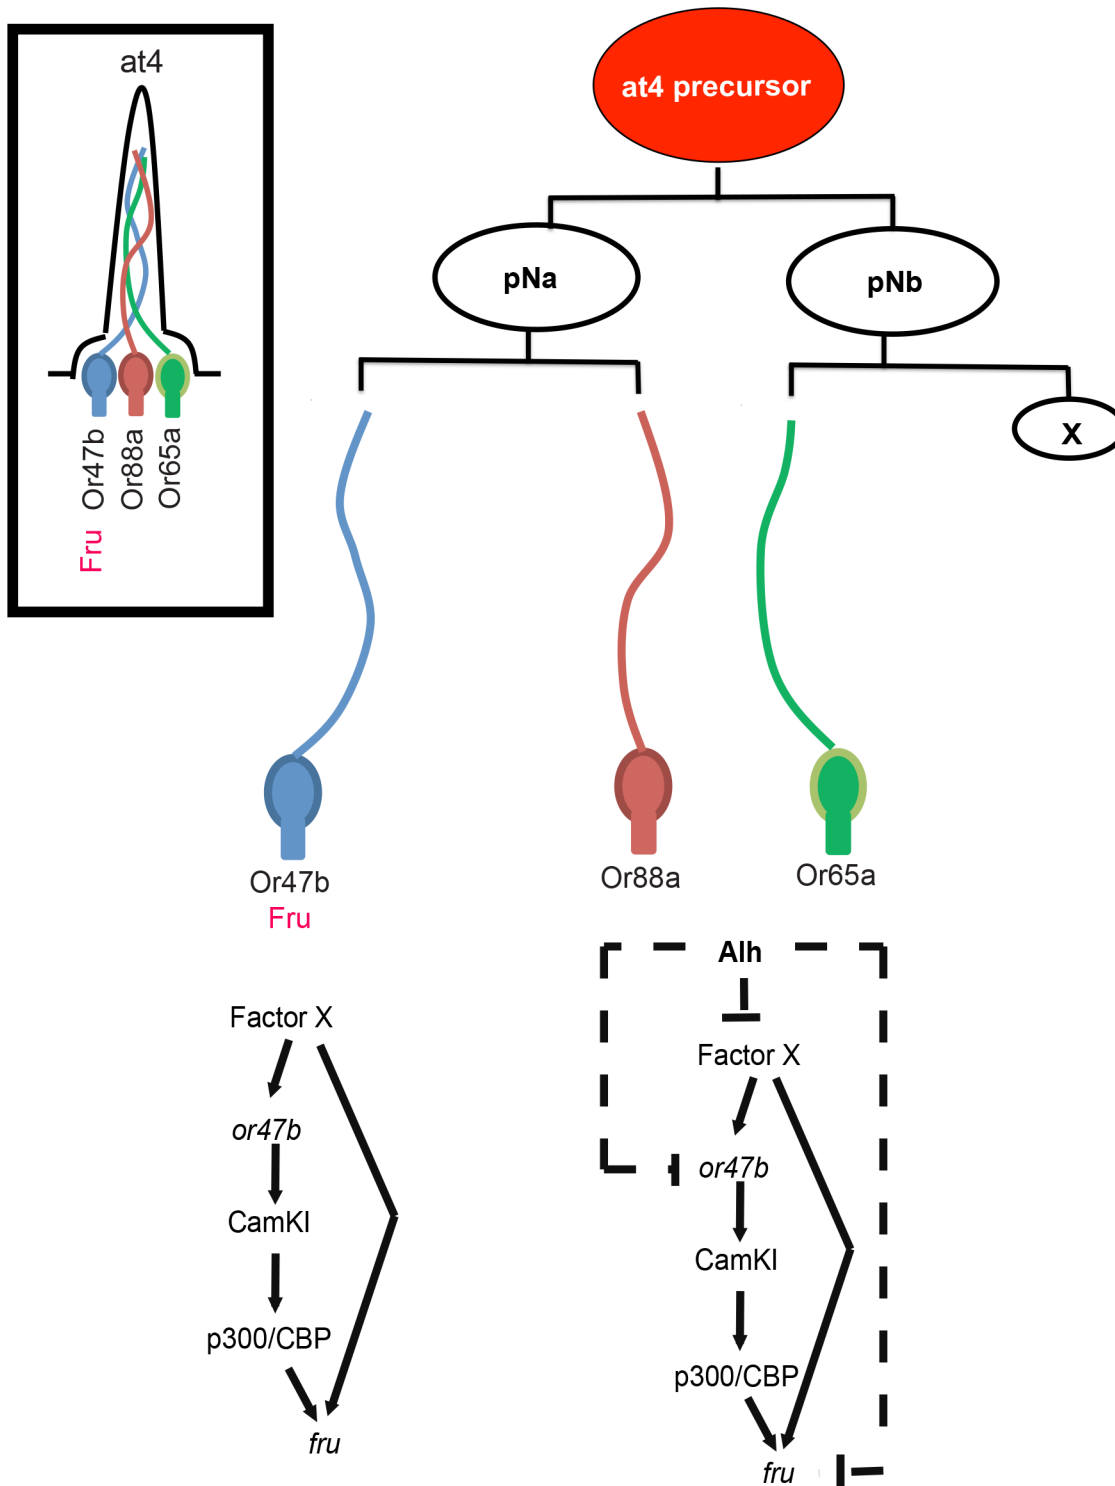 at4
Or47b
Or88a
Or65a
Fru
at4 precursor
pNa
pNb
X
Or47b
Fru
Or88a
Or65a
Factor X
or47b
CamKI
p300/CBP
fru
Alh
Factor X
or47b
CamKI
p300/CBP
fru